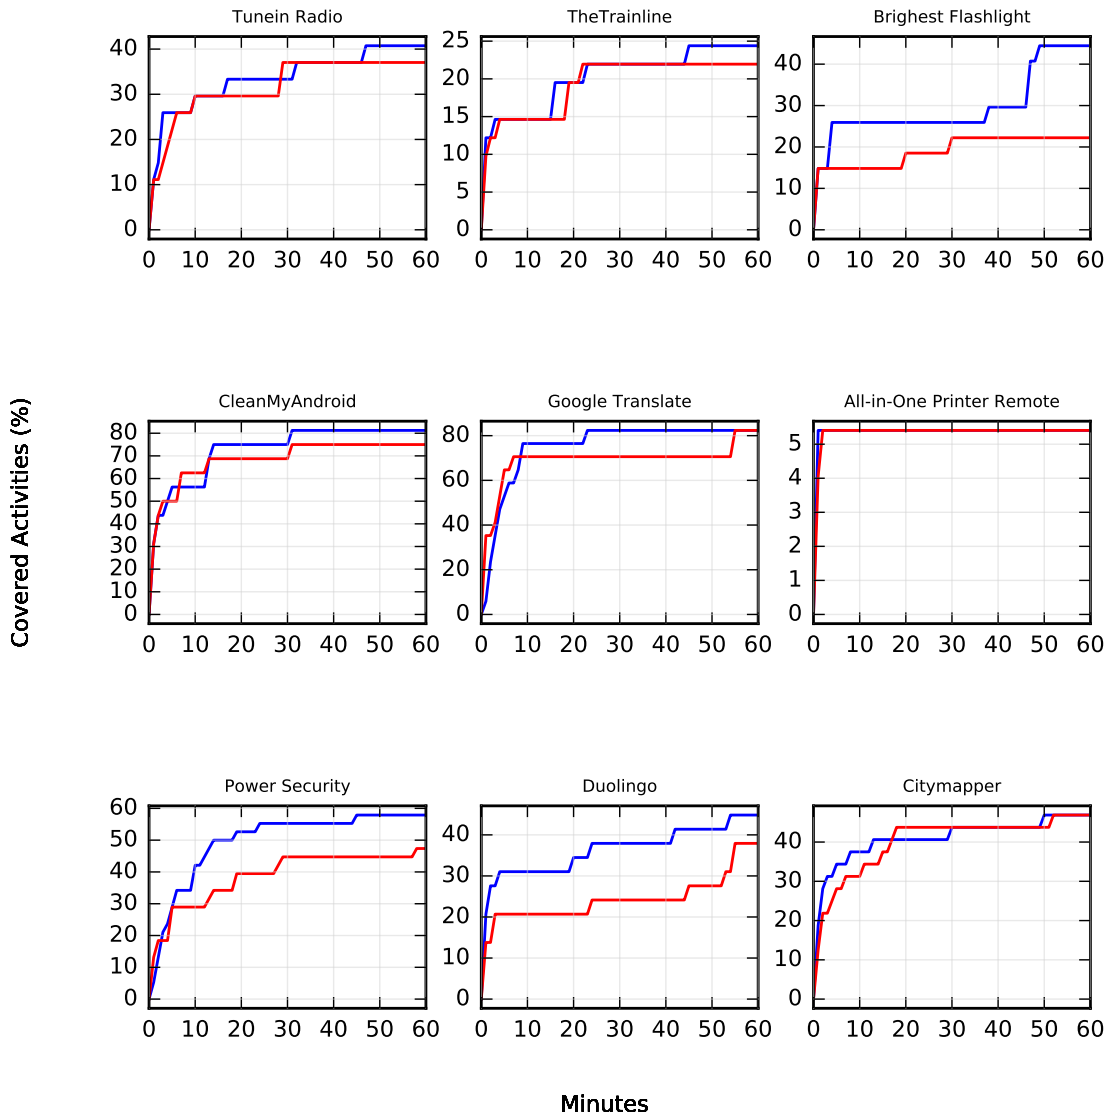 Tunein Radio
TheTrainline
Brighest Flashlight
40
30
20
10
0
0 10 20 30 40 50 60
25
20
15
10
5
0
0 10 20 30 40 50 60
40
30
20
10
0
0 10 20 30 40 50 60
Covered Activities (%)
CleanMyAndroid
Google Translate
All-in-One Printer Remote
80
70
60
50
40
30
20
10
0
0 10 20 30 40 50 60
80
60
40
20
0
0 10 20 30 40 50 60
5
4
3
2
1
0
0 10 20 30 40 50 60
Power Security
Duolingo
Citymapper
60
50
40
30
20
10
0
0 10 20 30 40 50 60
40
30
20
10
0
0 10 20 30 40 50 60
40
30
20
10
0
0 10 20 30 40 50 60
Minutes